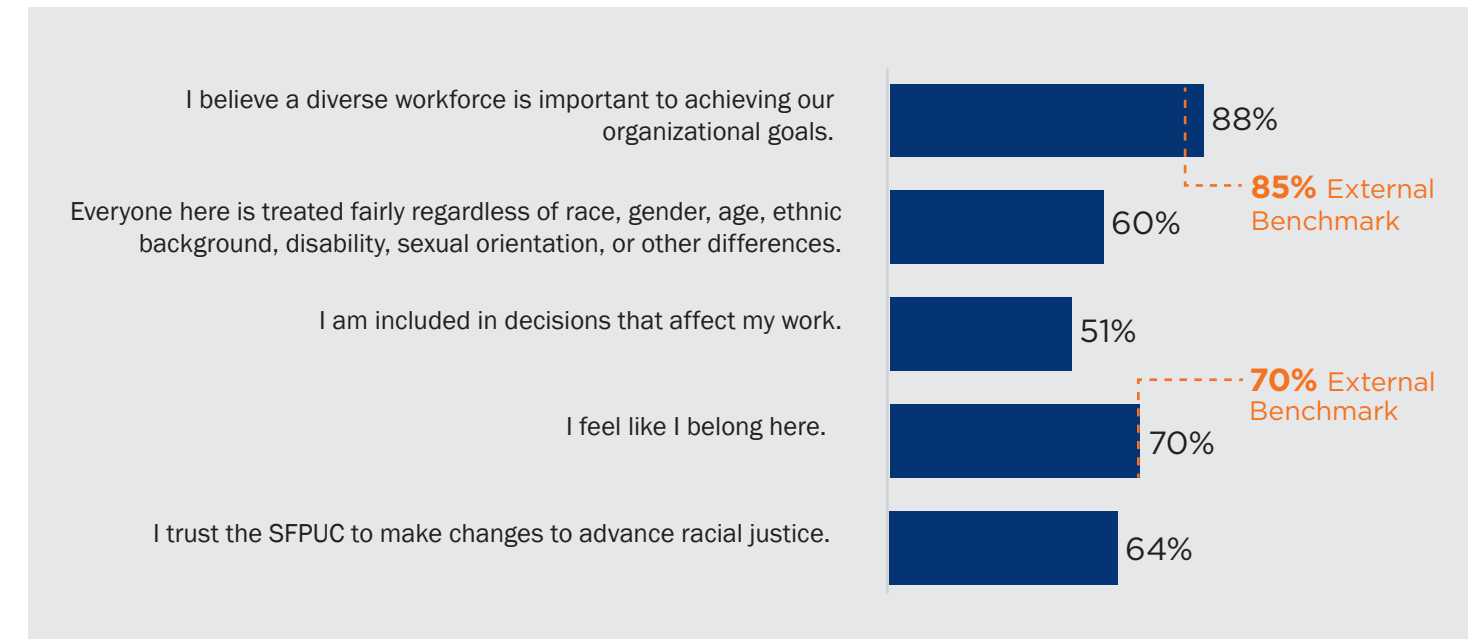 I believe a diverse workforce is important to achieving our
organizational goals.
88%
85% External
Benchmark
Everyone here is treated fairly regardless of race, gender, age, ethnic
background, disability, sexual orientation, or other differences.
60%
I am included in decisions that affect my work.
51%
70% External
Benchmark
I feel like I belong here.
70%
I trust the SFPUC to make changes to advance racial justice.
64%